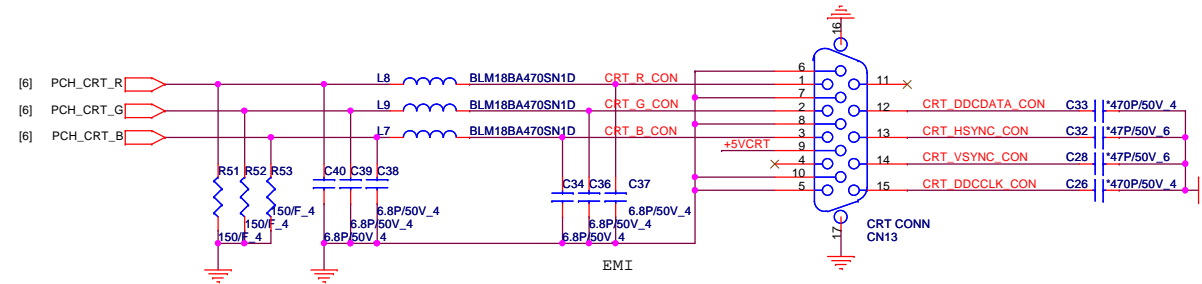 16
6
[6] PCH_CRT_R L8 BLM18BA470SN1D CRT_R_CON 1 11
7
[6] PCH_CRT_G L9 BLM18BA470SN1D CRT_G_CON 2 12 CRT_DDCDATA_CON C33 *470P/50V_4
8
[6] PCH_CRT_B L7 BLM18BA470SN1D CRT_B_CON 3 13 CRT_HSYNC_CON C32 *47P/50V_6
+5VCRT 9
4 14 CRT_VSYNC_CON C28 *47P/50V_6
R51 R52 R53 C40 C39 C38 10
C34 C36 C37 5 15 CRT_DDCCLK_CON C26 *470P/50V_4
150/F_4 6.8P/50V_4 6.8P/50V_4
150/F_4 6.8P/50V_4 6.8P/50V_4 17 CRT CONN
150/F_4 6.8P/50V_4 6.8P/50V_4 CN13
EMI